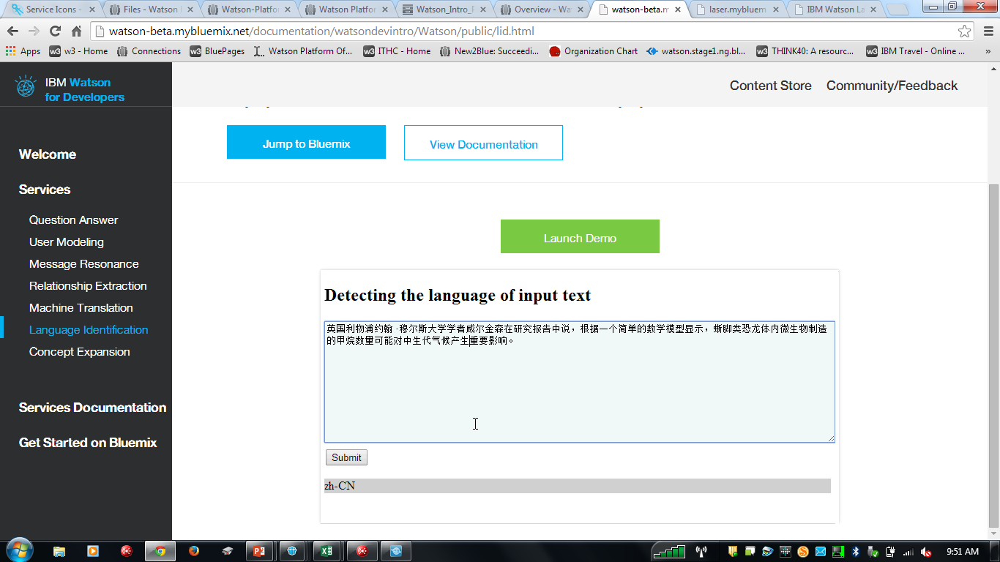 Service Icons -
Files - Watson
Watson-Platfo
Watson Platfor
Watson_Intro_
Overview - Wa
watson-beta.m
laser.mybluem
IBM Watson La
watson-beta.mybluemix.net/documentation/watsondevintro/Watson/public/lid.html
Apps
w3 - Home
Connections
BluePages
Watson Platform Of...
ITHC - Home
New2Blue: Succeedi...
Organization Chart
watson.stage1.ng.bl...
THINK40: A resourc...
IBM Travel - Online ...
»
IBM Watson
for Developers
Content Store
Community/Feedback
Jump to Bluemix
View Documentation
Welcome
Services
Question Answer
User Modeling
Message Resonance
Relationship Extraction
Machine Translation
Language Identification
Concept Expansion
Services Documentation
Get Started on Bluemix
Launch Demo
Detecting the language of input text
英国利物浦约翰·穆尔斯大学学者威尔金森在研究报告中说，根据一个简单的数学模型显示，蜥脚类恐龙体内微生物制造
的甲烷数量可能对中生代气候产生重要影响。
Submit
zh-CN
9:51 AM